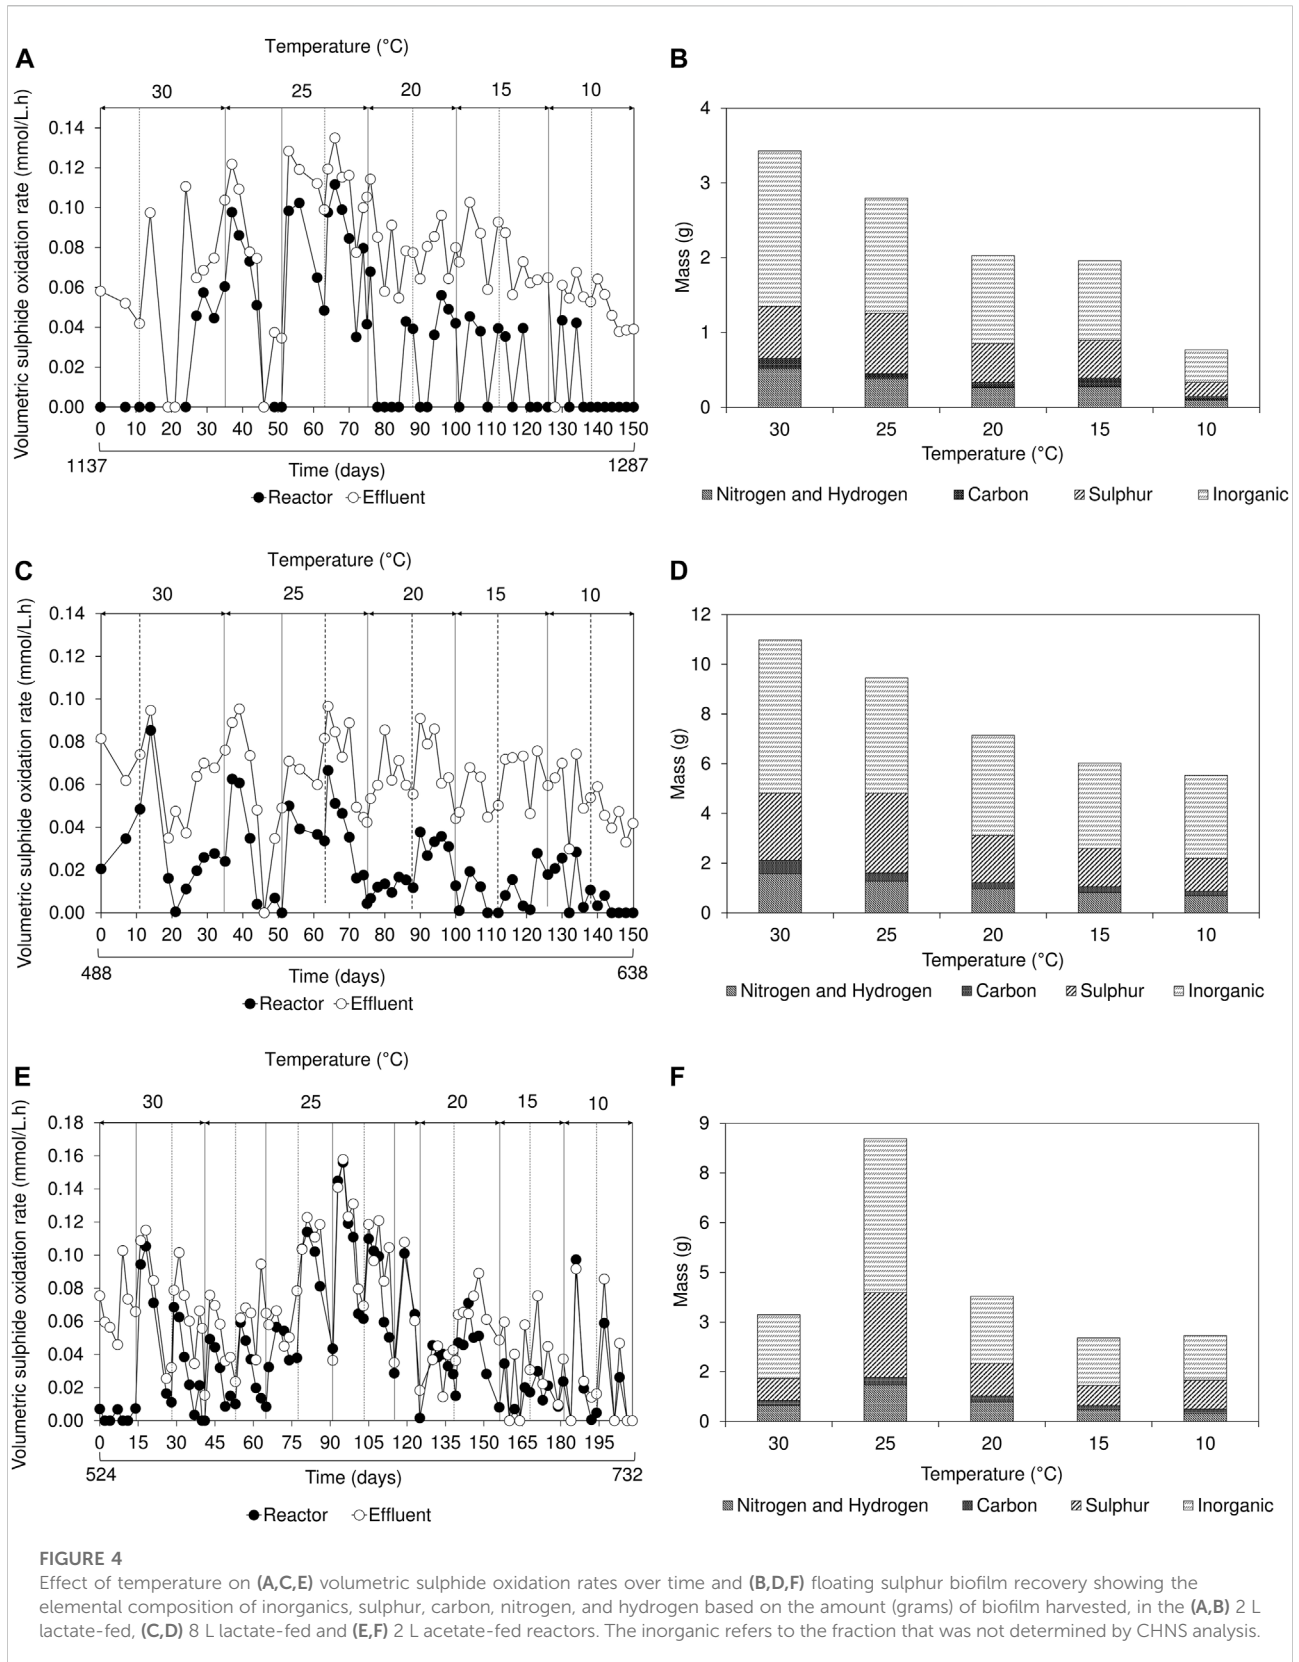 A
Temperature (°C)
30 25 20 15 10
Volumetric sulphide oxidation rate (mmol/L.h)
0.14
0.12
0.10
0.08
0.06
0.04
0.02
0.00
0 10 20 30 40 50 60 70 80 90 100 110 120 130 140 150
1137 Time (days) 1287
Reactor Effluent
B
Mass (g)
4
3
2
1
0
30 25 20 15 10
Temperature (°C)
Nitrogen and Hydrogen Carbon Sulphur Inorganic
C
Temperature (°C)
30 25 20 15 10
Volumetric sulphide oxidation rate (mmol/L.h)
0.14
0.12
0.10
0.08
0.06
0.04
0.02
0.00
0 10 20 30 40 50 60 70 80 90 100 110 120 130 140 150
488 Time (days) 638
Reactor Effluent
D
Mass (g)
12
10
8
6
4
2
0
30 25 20 15 10
Temperature (°C)
Nitrogen and Hydrogen Carbon Sulphur Inorganic
E
Temperature (°C)
30 25 20 15 10
Volumetric sulphide oxidation rate (mmol/L.h)
0.18
0.16
0.14
0.12
0.10
0.08
0.06
0.04
0.02
0.00
0 15 30 45 60 75 90 105 120 135 150 165 180 195
524 Time (days) 732
Reactor Effluent
F
Mass (g)
9
8
6
5
3
2
0
30 25 20 15 10
Temperature (°C)
Nitrogen and Hydrogen Carbon Sulphur Inorganic
FIGURE 4
Effect of temperature on (A,C,E) volumetric sulphide oxidation rates over time and (B,D,F) floating sulphur biofilm recovery showing the
elemental composition of inorganics, sulphur, carbon, nitrogen, and hydrogen based on the amount (grams) of biofilm harvested, in the (A,B) 2 L
lactate-fed, (C,D) 8 L lactate-fed and (E,F) 2 L acetate-fed reactors. The inorganic refers to the fraction that was not determined by CHNS analysis.